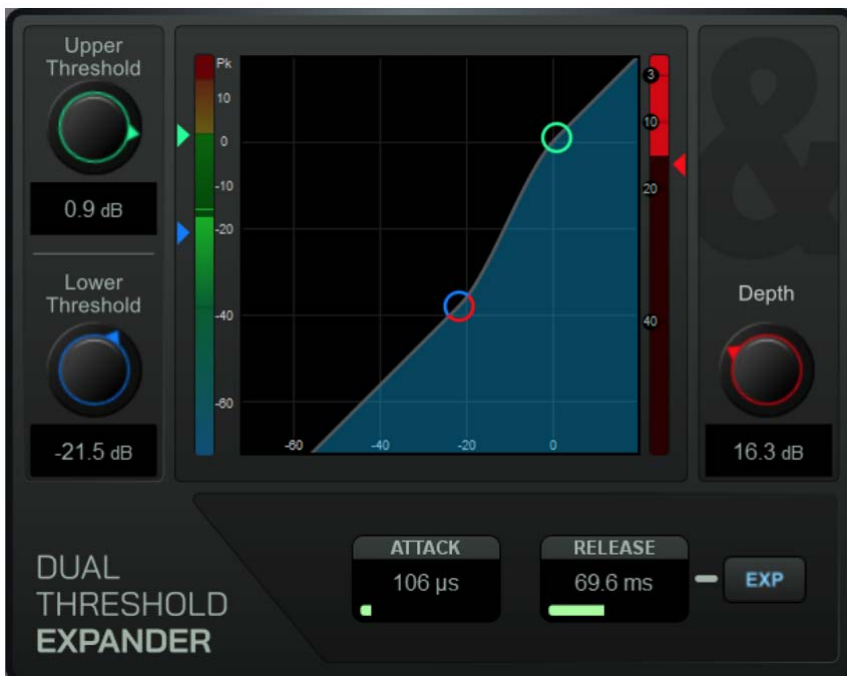 Upper
Threshold
0.9 dB
Lower
Threshold
-21.5 dB
Pk
10
0
-10
-20
-40
-60
-60 -40 -20 0
3
10
20
40
&
Depth
16.3 dB
DUAL
THRESHOLD
EXPANDER
ATTACK
106 µs
RELEASE
69.6 ms
EXP